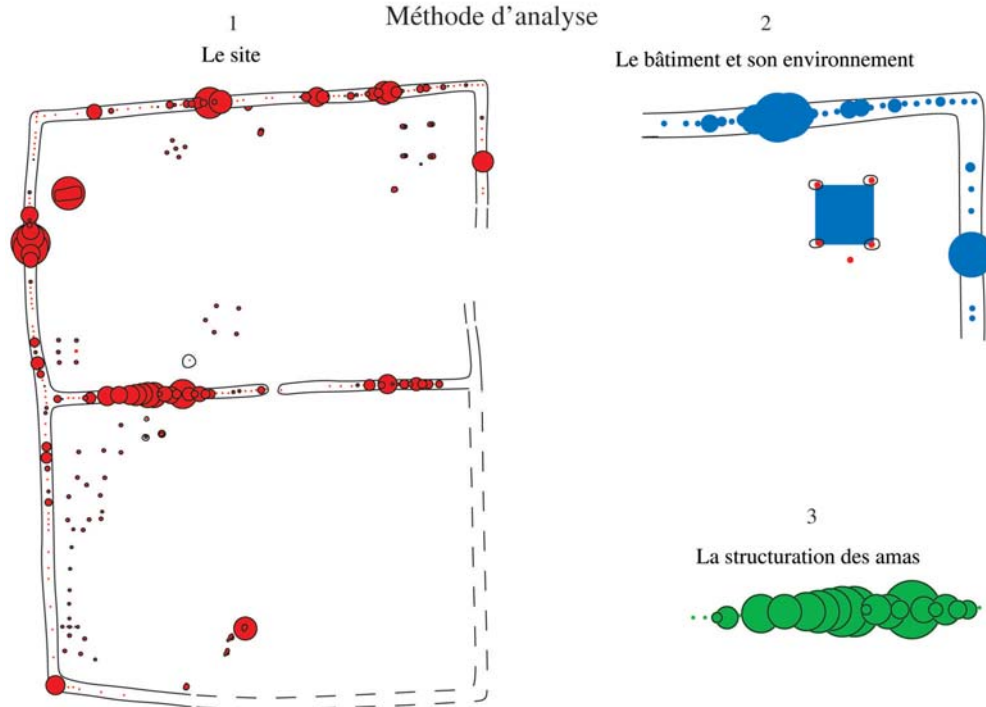 Méthode d'analyse
1
Le site
2
Le bâtiment et son environnement
3
La structuration des amas